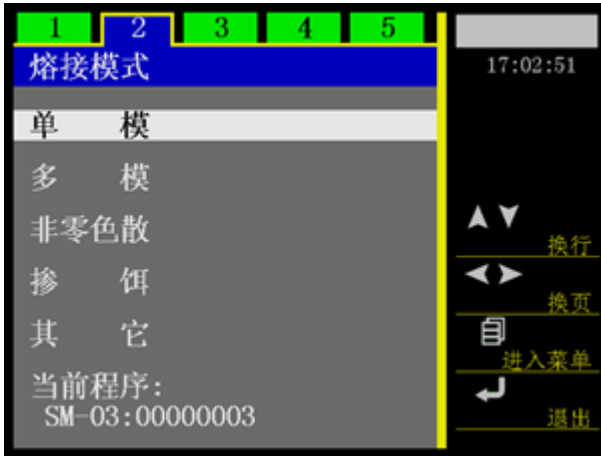 1 2 3 4 5
熔接模式
17:02:51
单 模
多 模
非零色散
掺 饵
其 它
当前程序:
SM-03:00000003
换行
换页
进入菜单
退出